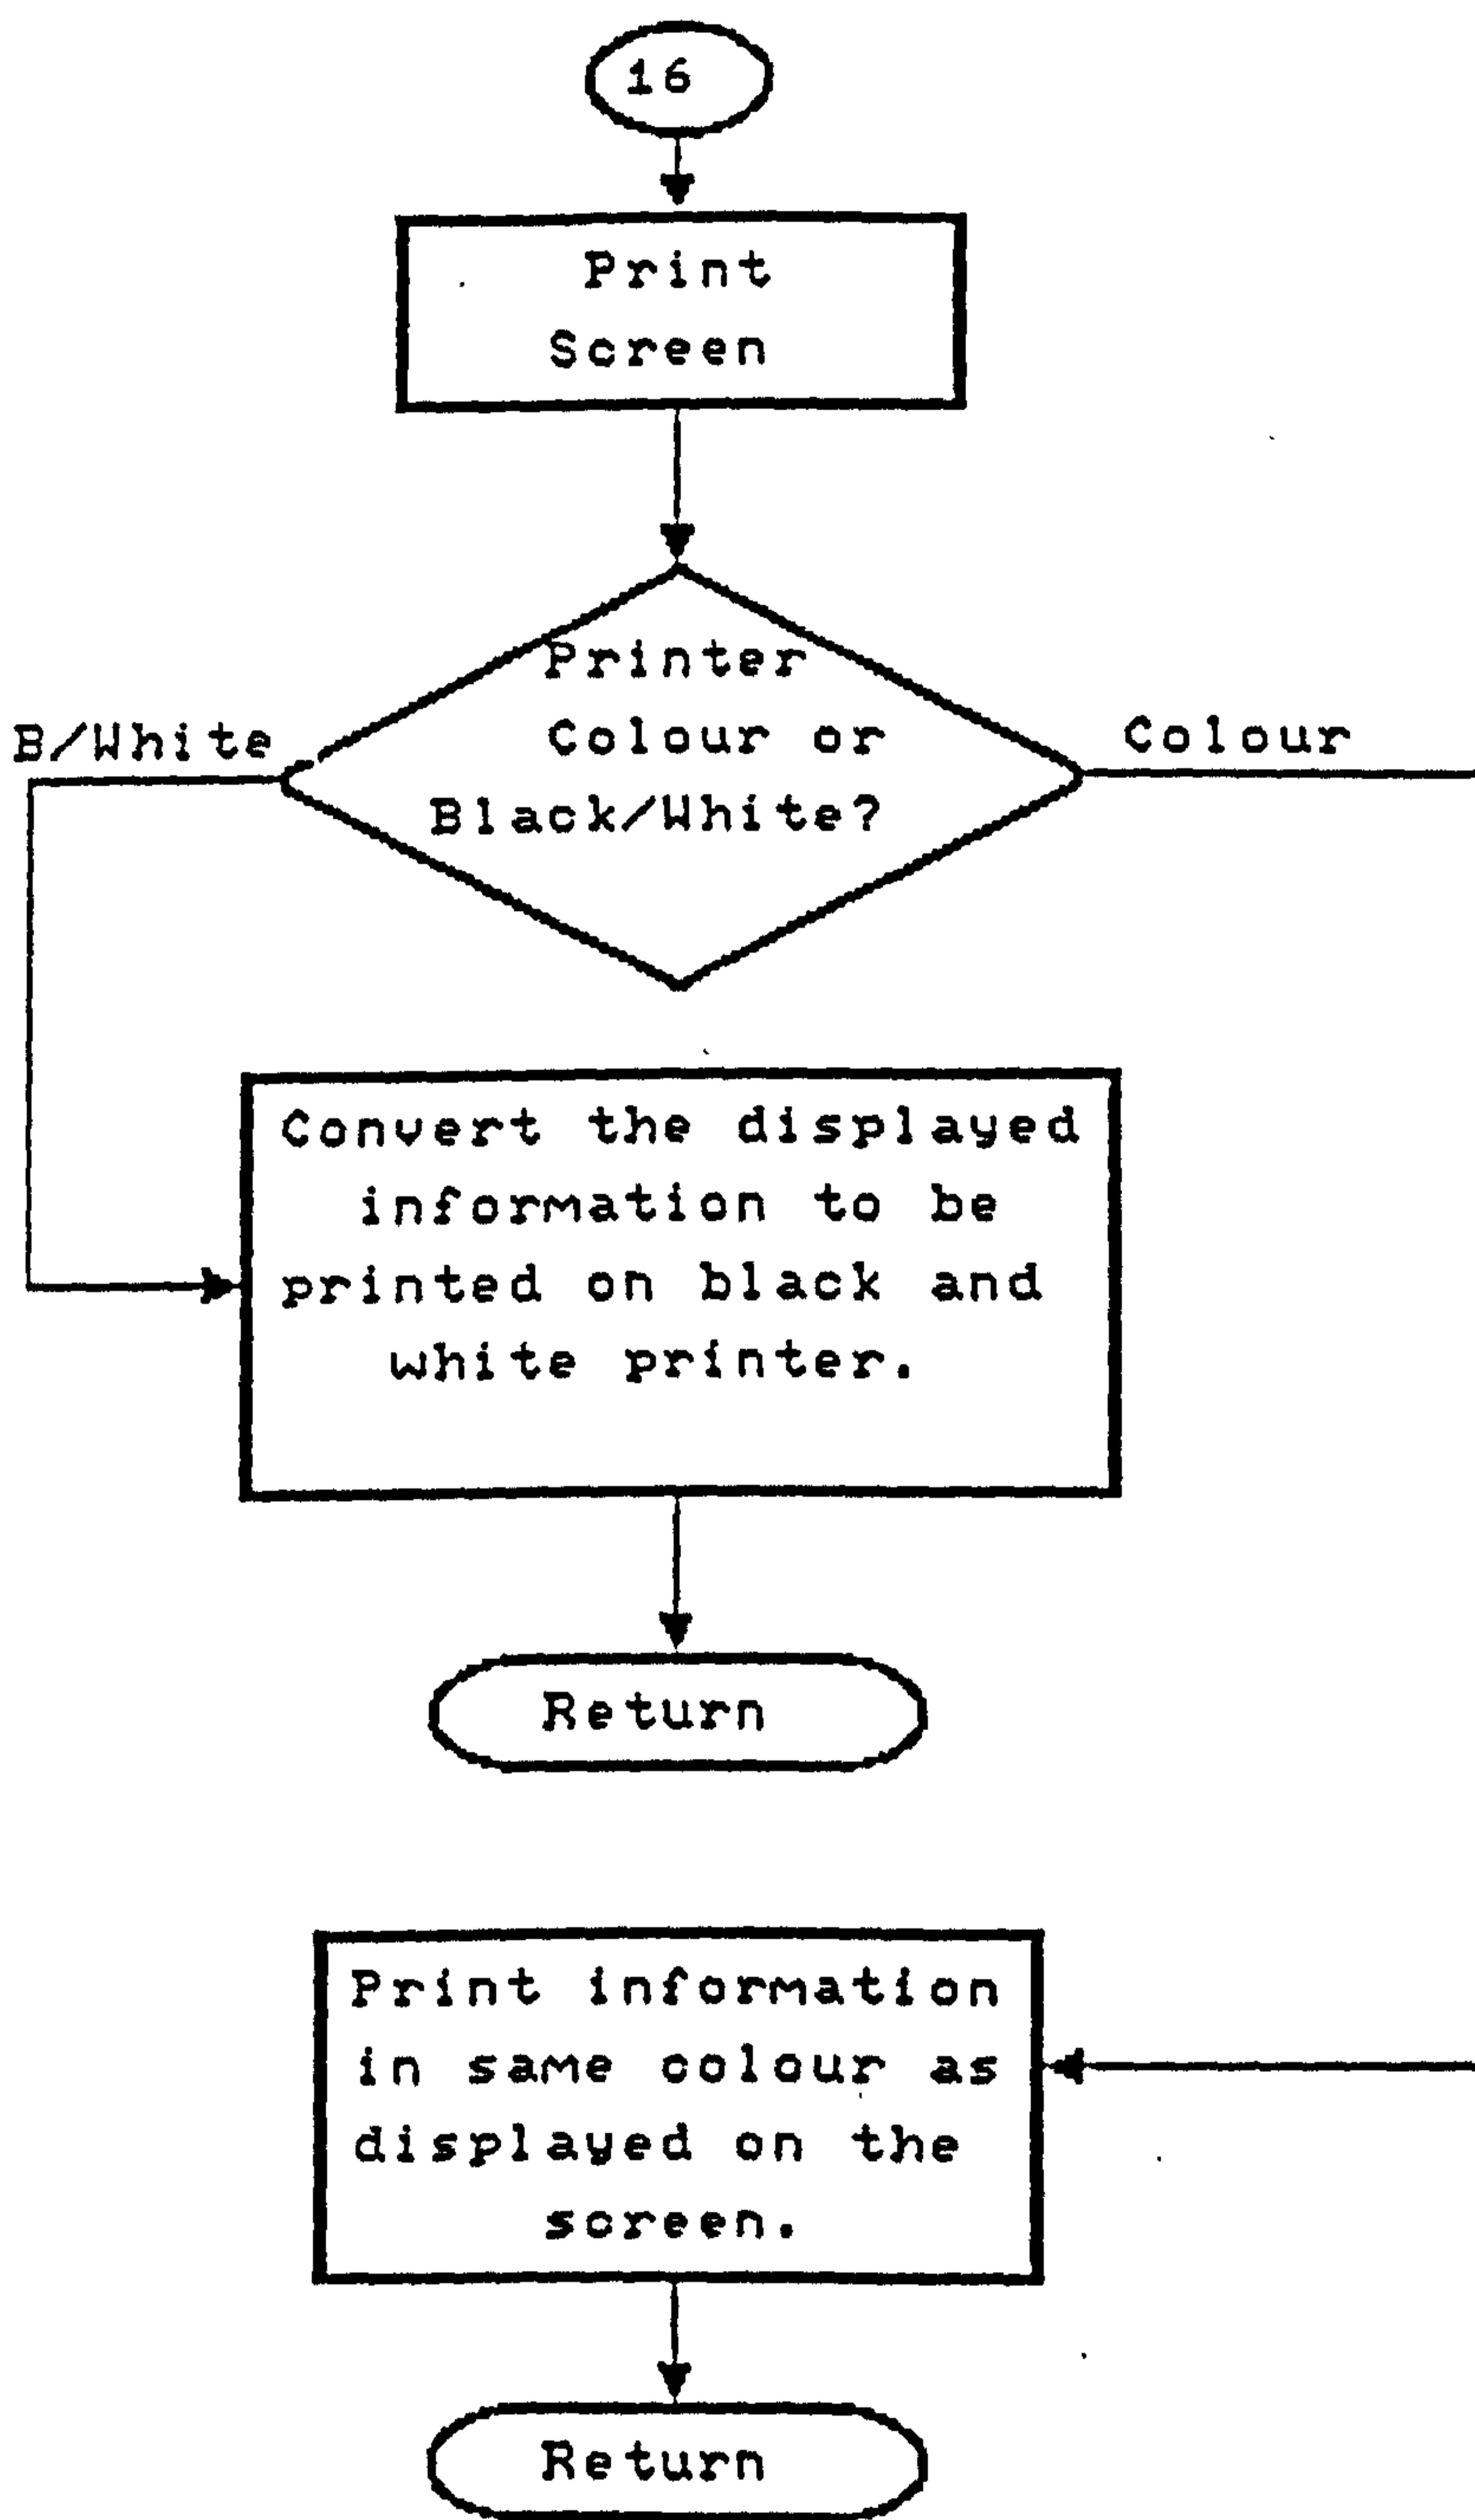 16
Print
Screen
Printer
Colour or
Black/White?
B/White
Colour
Convert the displayed
information to be
printed on black and
white printer.
Return
Print information
in same colour as
displayed on the
screen.
Return